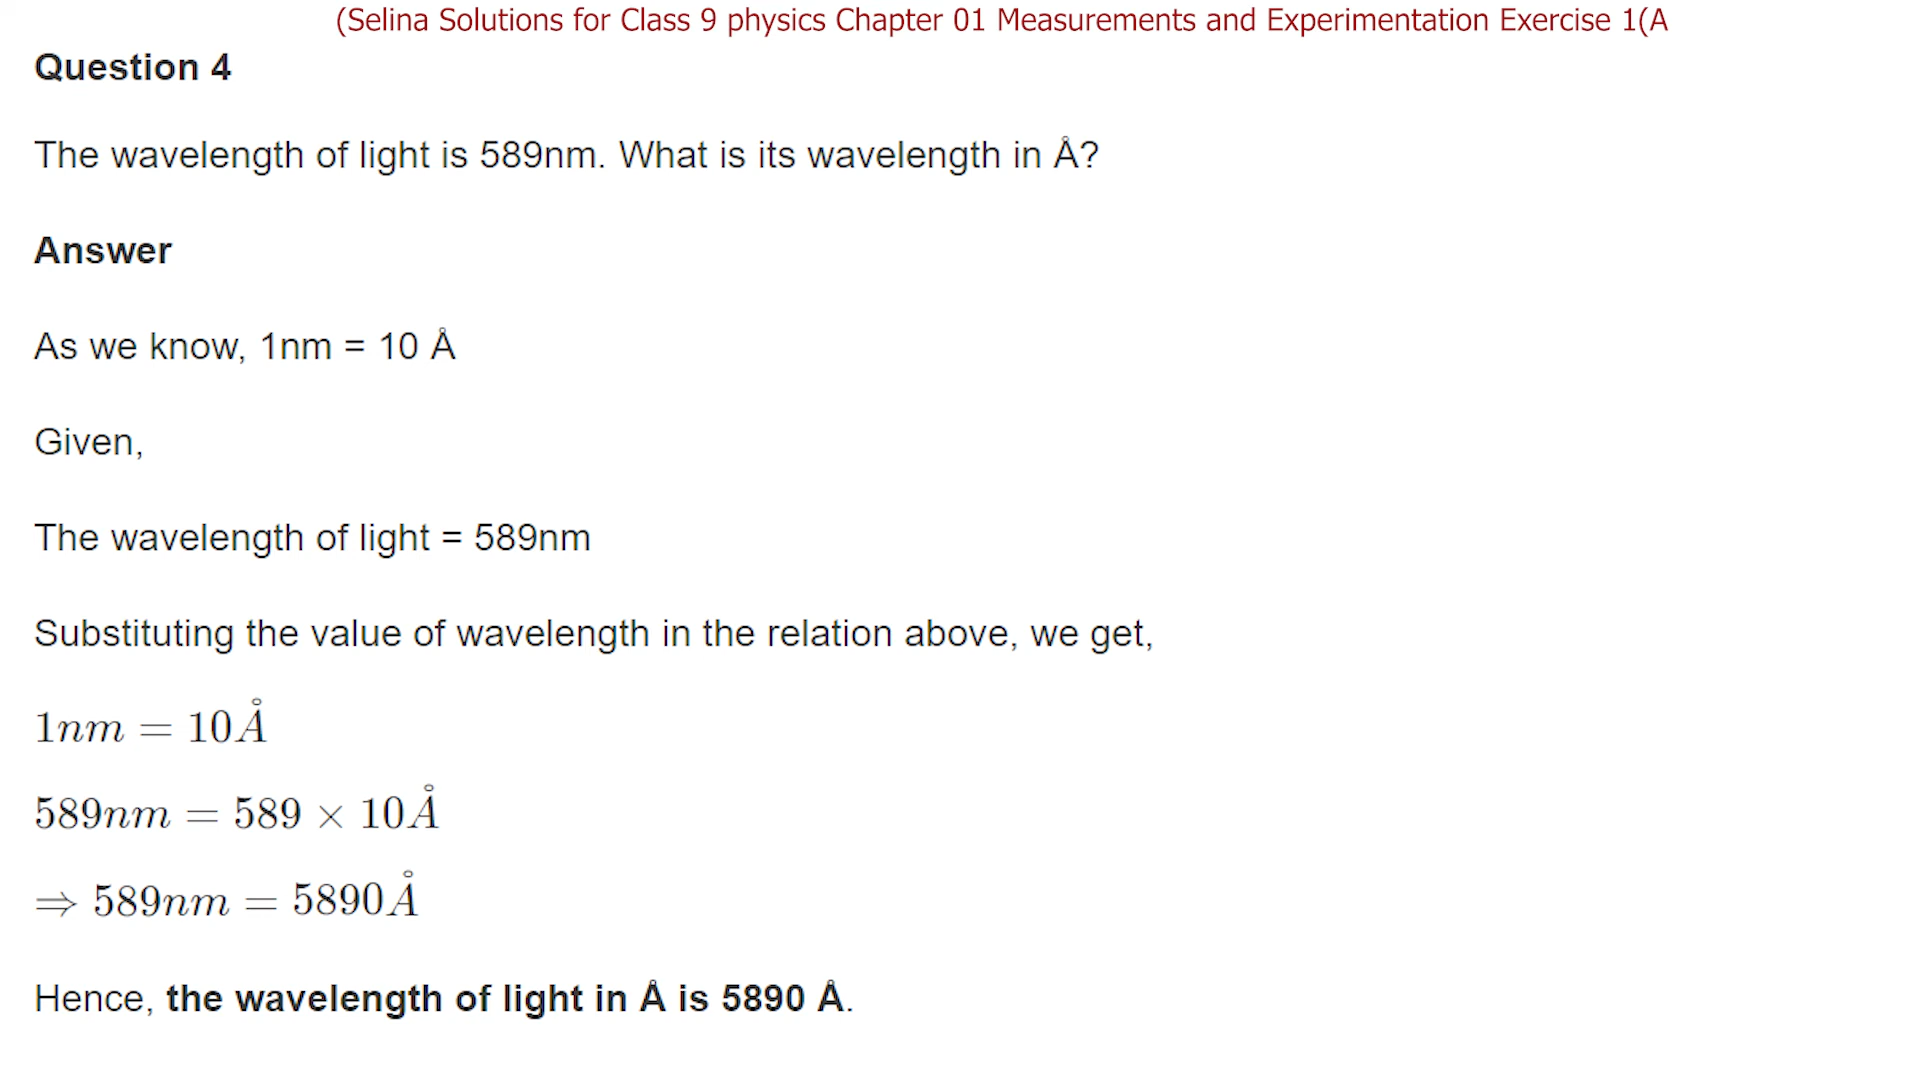 (Selina Solutions for Class 9 physics Chapter 01 Measurements and Experimentation Exercise 1(A
Question 4
The wavelength of light is 589nm. What is its wavelength in Å?
Answer
As we know, 1nm = 10 Å
Given,
The wavelength of light = 589nm
Substituting the value of wavelength in the relation above, we get,
1nm = 10Å
589nm = 589 × 10Å
⇒ 589nm = 5890Å
Hence, the wavelength of light in Å is 5890 Å.